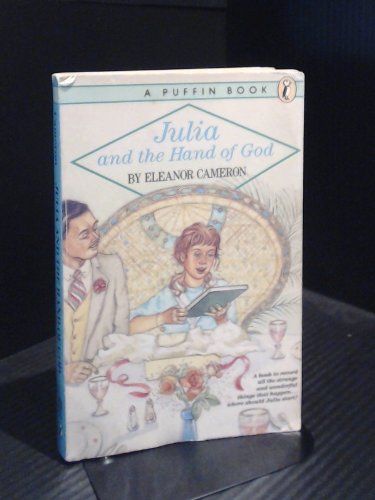 A PUFFIN BOOK
Julia
and the Hand of God
BY ELEANOR CAMERON
A book to record
all the strange
and wonderful
things that happen...
where should Julia start?